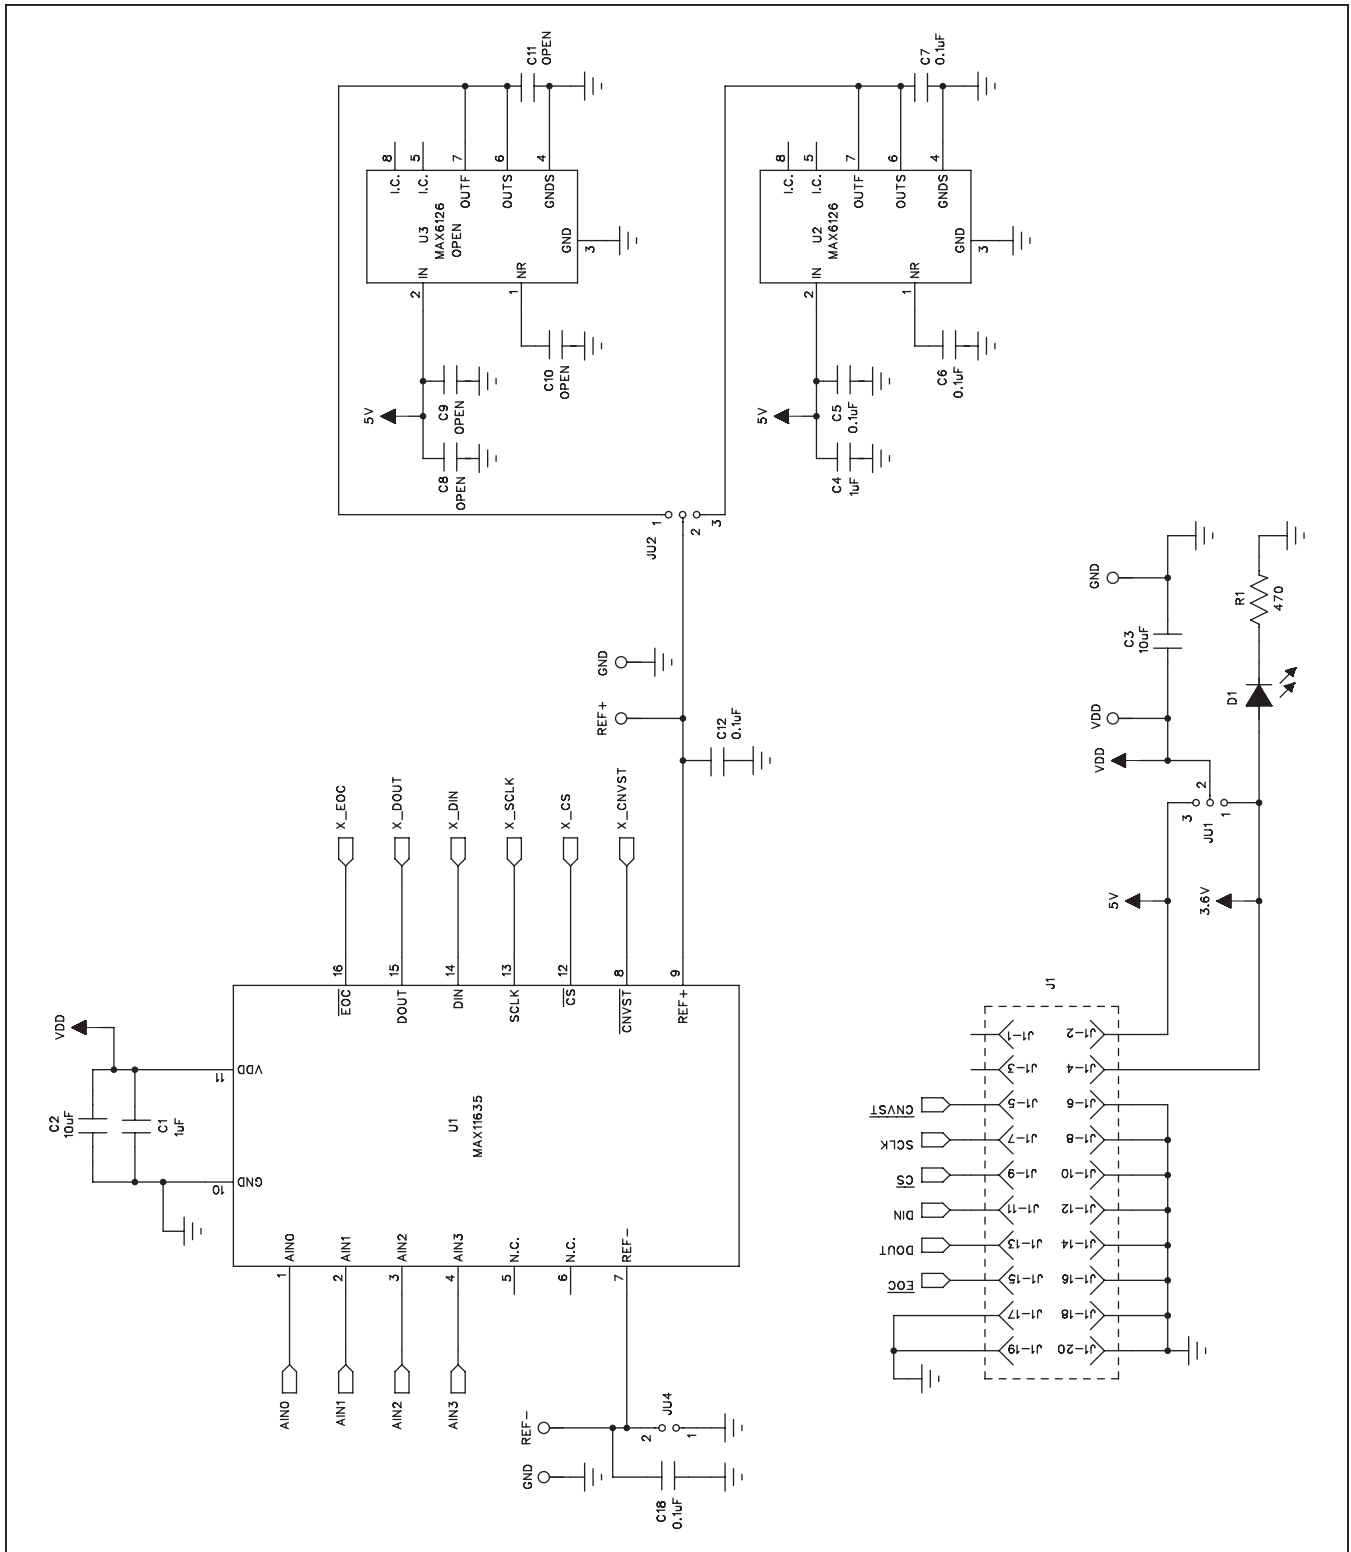 C11
OPEN
8
I.C.
5
I.C.
7
OUTF
6
OUTS
4
GNDS
U3
MAX6126
OPEN
GND
3
IN
2
NR
1
5V
C9
OPEN
C8
OPEN
C10
OPEN
C7
0.1uF
8
I.C.
5
I.C.
7
OUTF
6
OUTS
4
GNDS
U2
MAX6126
GND
3
IN
2
NR
1
5V
C5
0.1uF
C4
1uF
C6
0.1uF
JU2
1
2
3
GND
REF+
C12
0.1uF
X_EOC
X_DOUT
X_DIN
X_SCLK
X_CS
X_CNVST
16
EOC
15
DOUT
14
DIN
13
SCLK
12
CS
8
CNVST
9
REF+
VDD
C2
10uF
C1
1uF
11
VDD
10
GND
U1
MAX11635
AIN0
1
AIN1
2
AIN2
3
AIN3
4
N.C.
5
N.C.
6
REF-
7
AIN0
AIN1
AIN2
AIN3
REF-
GND
JU4
2
1
C18
0.1uF
GND
C3
10uF
VDD
VDD
R1
470
D1
2
3
1
JU1
5V
3.6V
J1
J1-1
J1-2
J1-3
J1-4
CNVST
J1-5
J1-6
SCLK
J1-7
J1-8
CS
J1-9
J1-10
DIN
J1-11
J1-12
DOUT
J1-13
J1-14
EOC
J1-15
J1-16
J1-17
J1-18
J1-19
J1-20